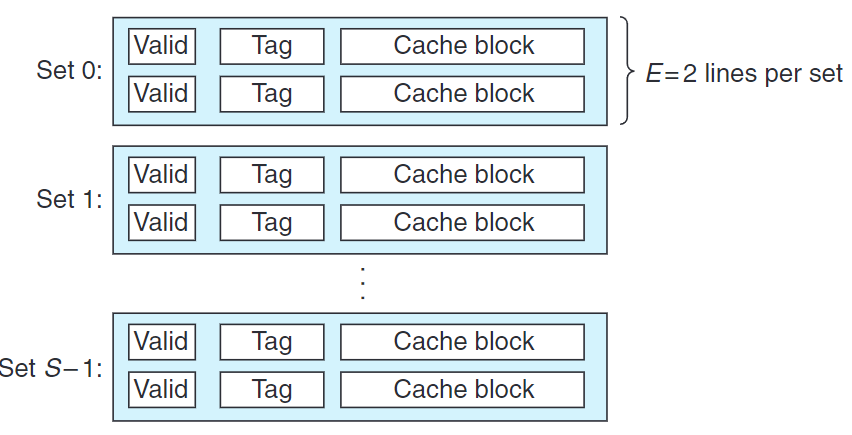 Valid Tag Cache block
Set 0: E=2 lines per set
Valid Tag Cache block
Valid Tag Cache block
Set 1:
Valid Tag Cache block
⋮
Valid Tag Cache block
Set S−1:
Valid Tag Cache block